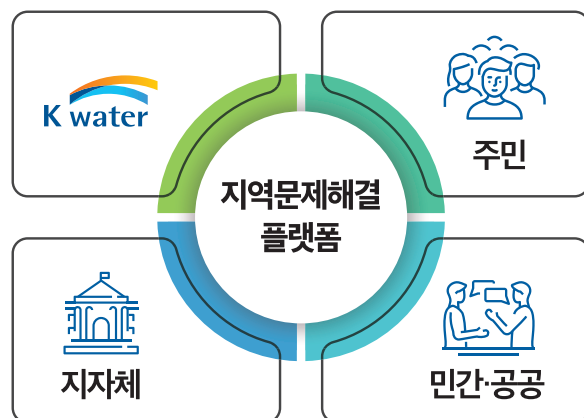 K water
주민
지역문제해결
플랫폼
지자체
민간·공공